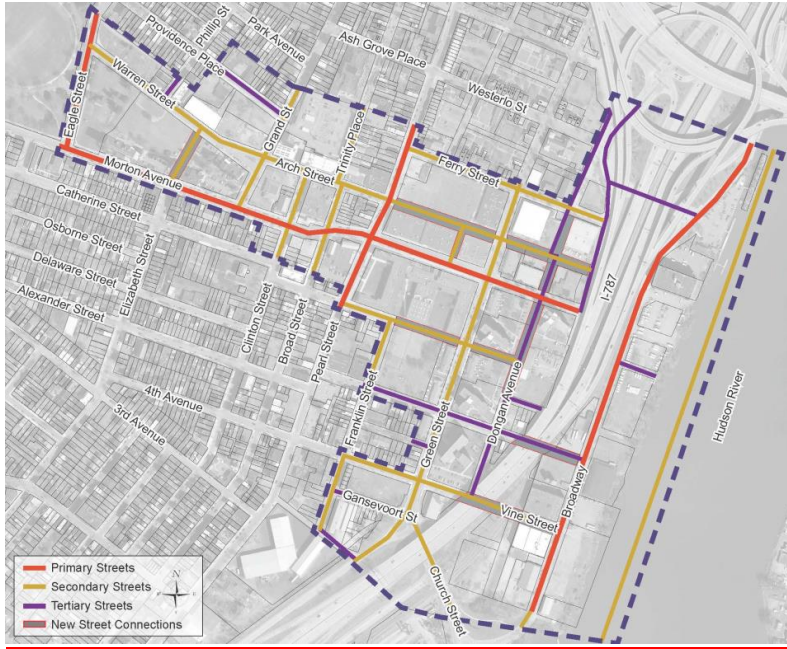 Phillip St
Providence Place
Park Avenue
Ash Grove Place
Warren Street
Westerlo St
Eagle Street
Grand St
Trinity Place
Arch Street
Ferry Street
Morton Avenue
Catherine Street
Osborne Street
Delaware Street
Alexander Street
Elizabeth Street
Clinton Street
Broad Street
Pearl Street
I-787
Hudson River
4th Avenue
3rd Avenue
Franklin Street
Green Street
Dongan Avenue
Broadway
Gansevoort St
Vine Street
Church Street
Primary Streets
Secondary Streets
Tertiary Streets
New Street Connections
N